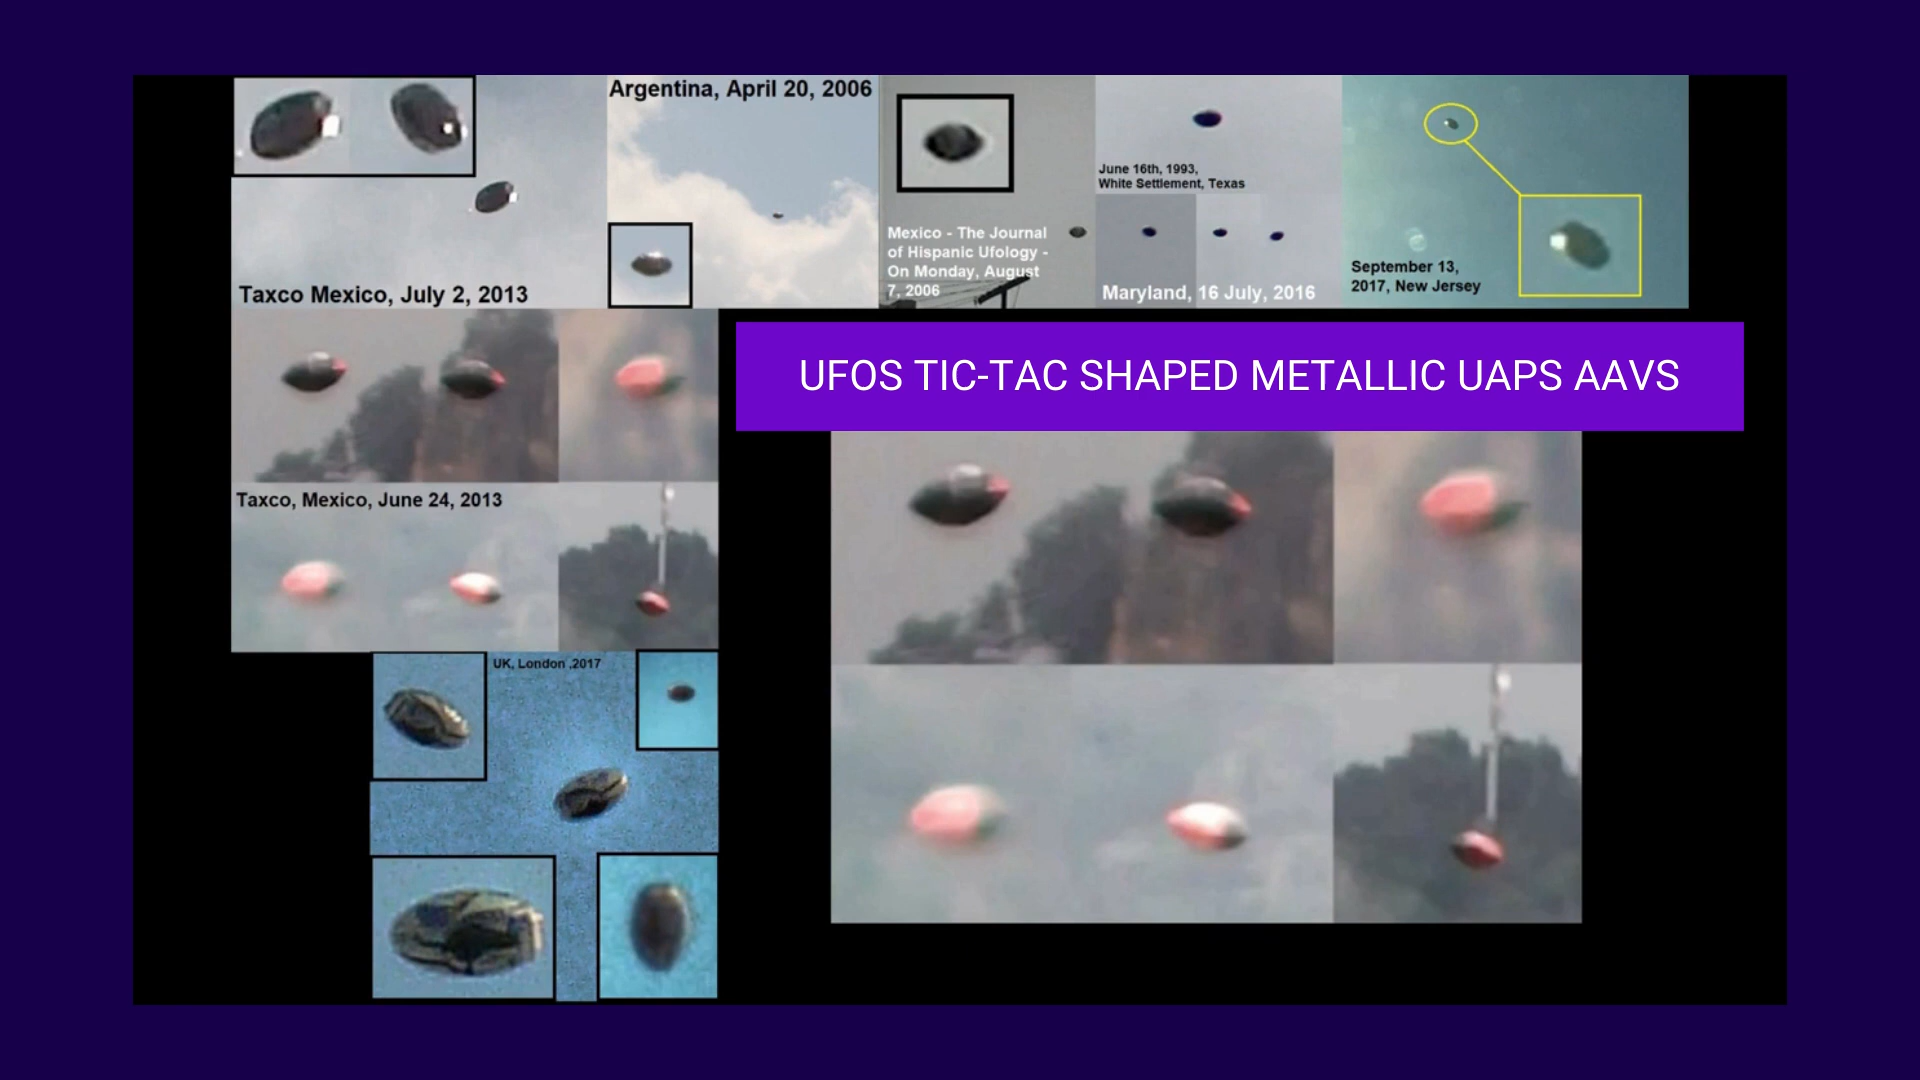 Argentina, April 20, 2006
Taxco Mexico, July 2, 2013
Mexico - The Journal
of Hispanic Ufology -
On Monday, August
7, 2006
June 16th, 1993,
White Settlement, Texas
Maryland, 16 July, 2016
September 13,
2017, New Jersey
UFOS TIC-TAC SHAPED METALLIC UAPS AAVS
Taxco, Mexico, June 24, 2013
UK, London ,2017